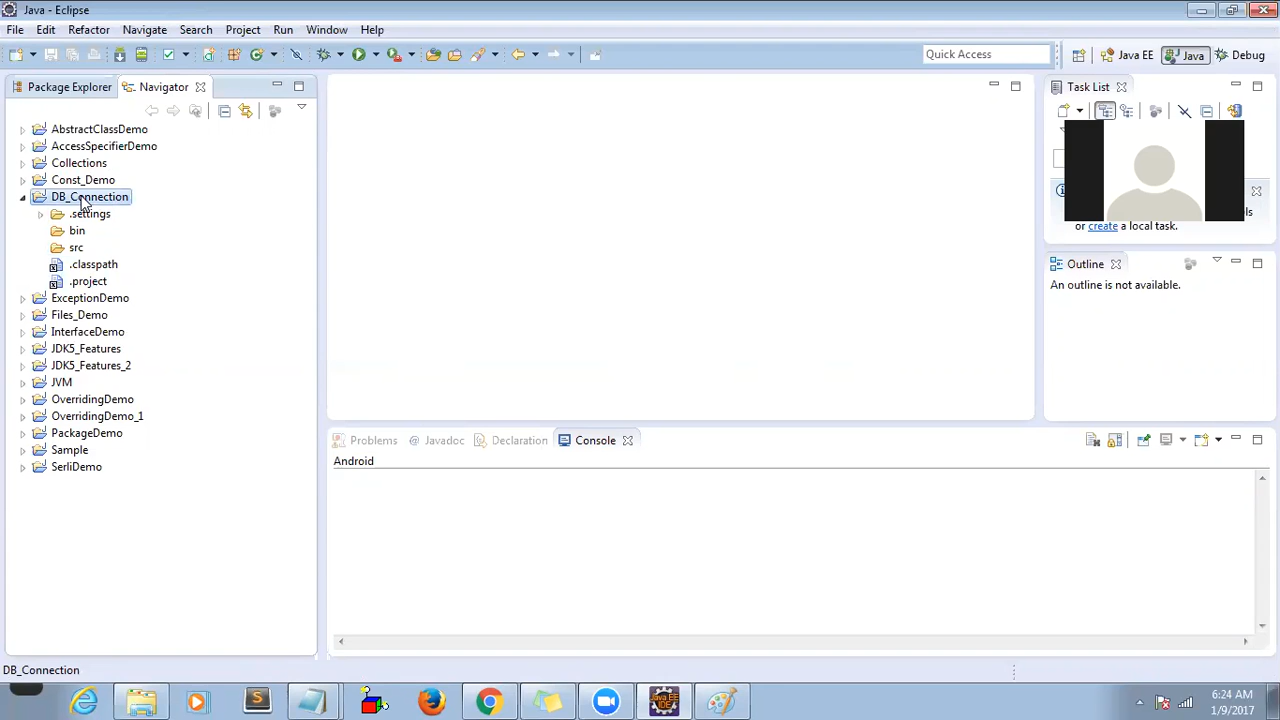 Java - Eclipse
File Edit Refactor Navigate Search Project Run Window Help
Quick Access
Java EE
Java
Debug
Package Explorer
Navigator
Task List
AbstractClassDemo
AccessSpecifierDemo
Collections
Const_Demo
DB_Connection
.settings
bin
src
.classpath
.project
ExceptionDemo
Files_Demo
InterfaceDemo
JDK5_Features
JDK5_Features_2
JVM
OverridingDemo
OverridingDemo_1
PackageDemo
Sample
SerliDemo
or create a local task.
Outline
An outline is not available.
Problems @ Javadoc Declaration Console
Android
DB_Connection
Java EE
IDE
6:24 AM
1/9/2017